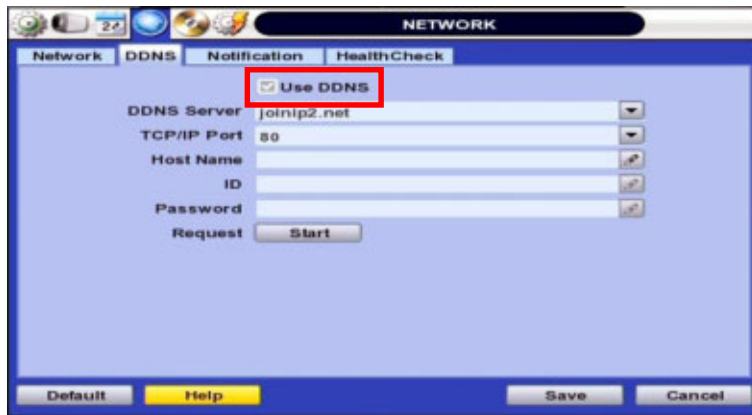 NETWORK
Network DDNS Notification HealthCheck
Use DDNS
DDNS Server joinip2.net
TCP/IP Port 80
Host Name
ID
Password
Request Start
Default Help Save Cancel